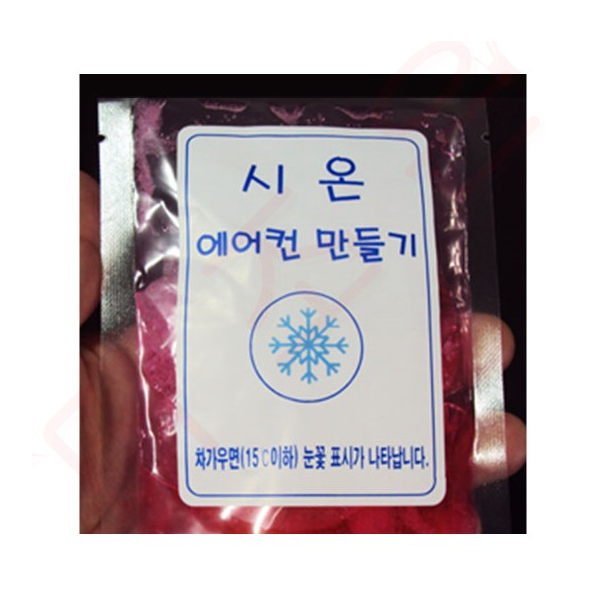 시 온
에어컨 만들기
차가우면(15℃이하) 눈꽃 표시가 나타납니다.